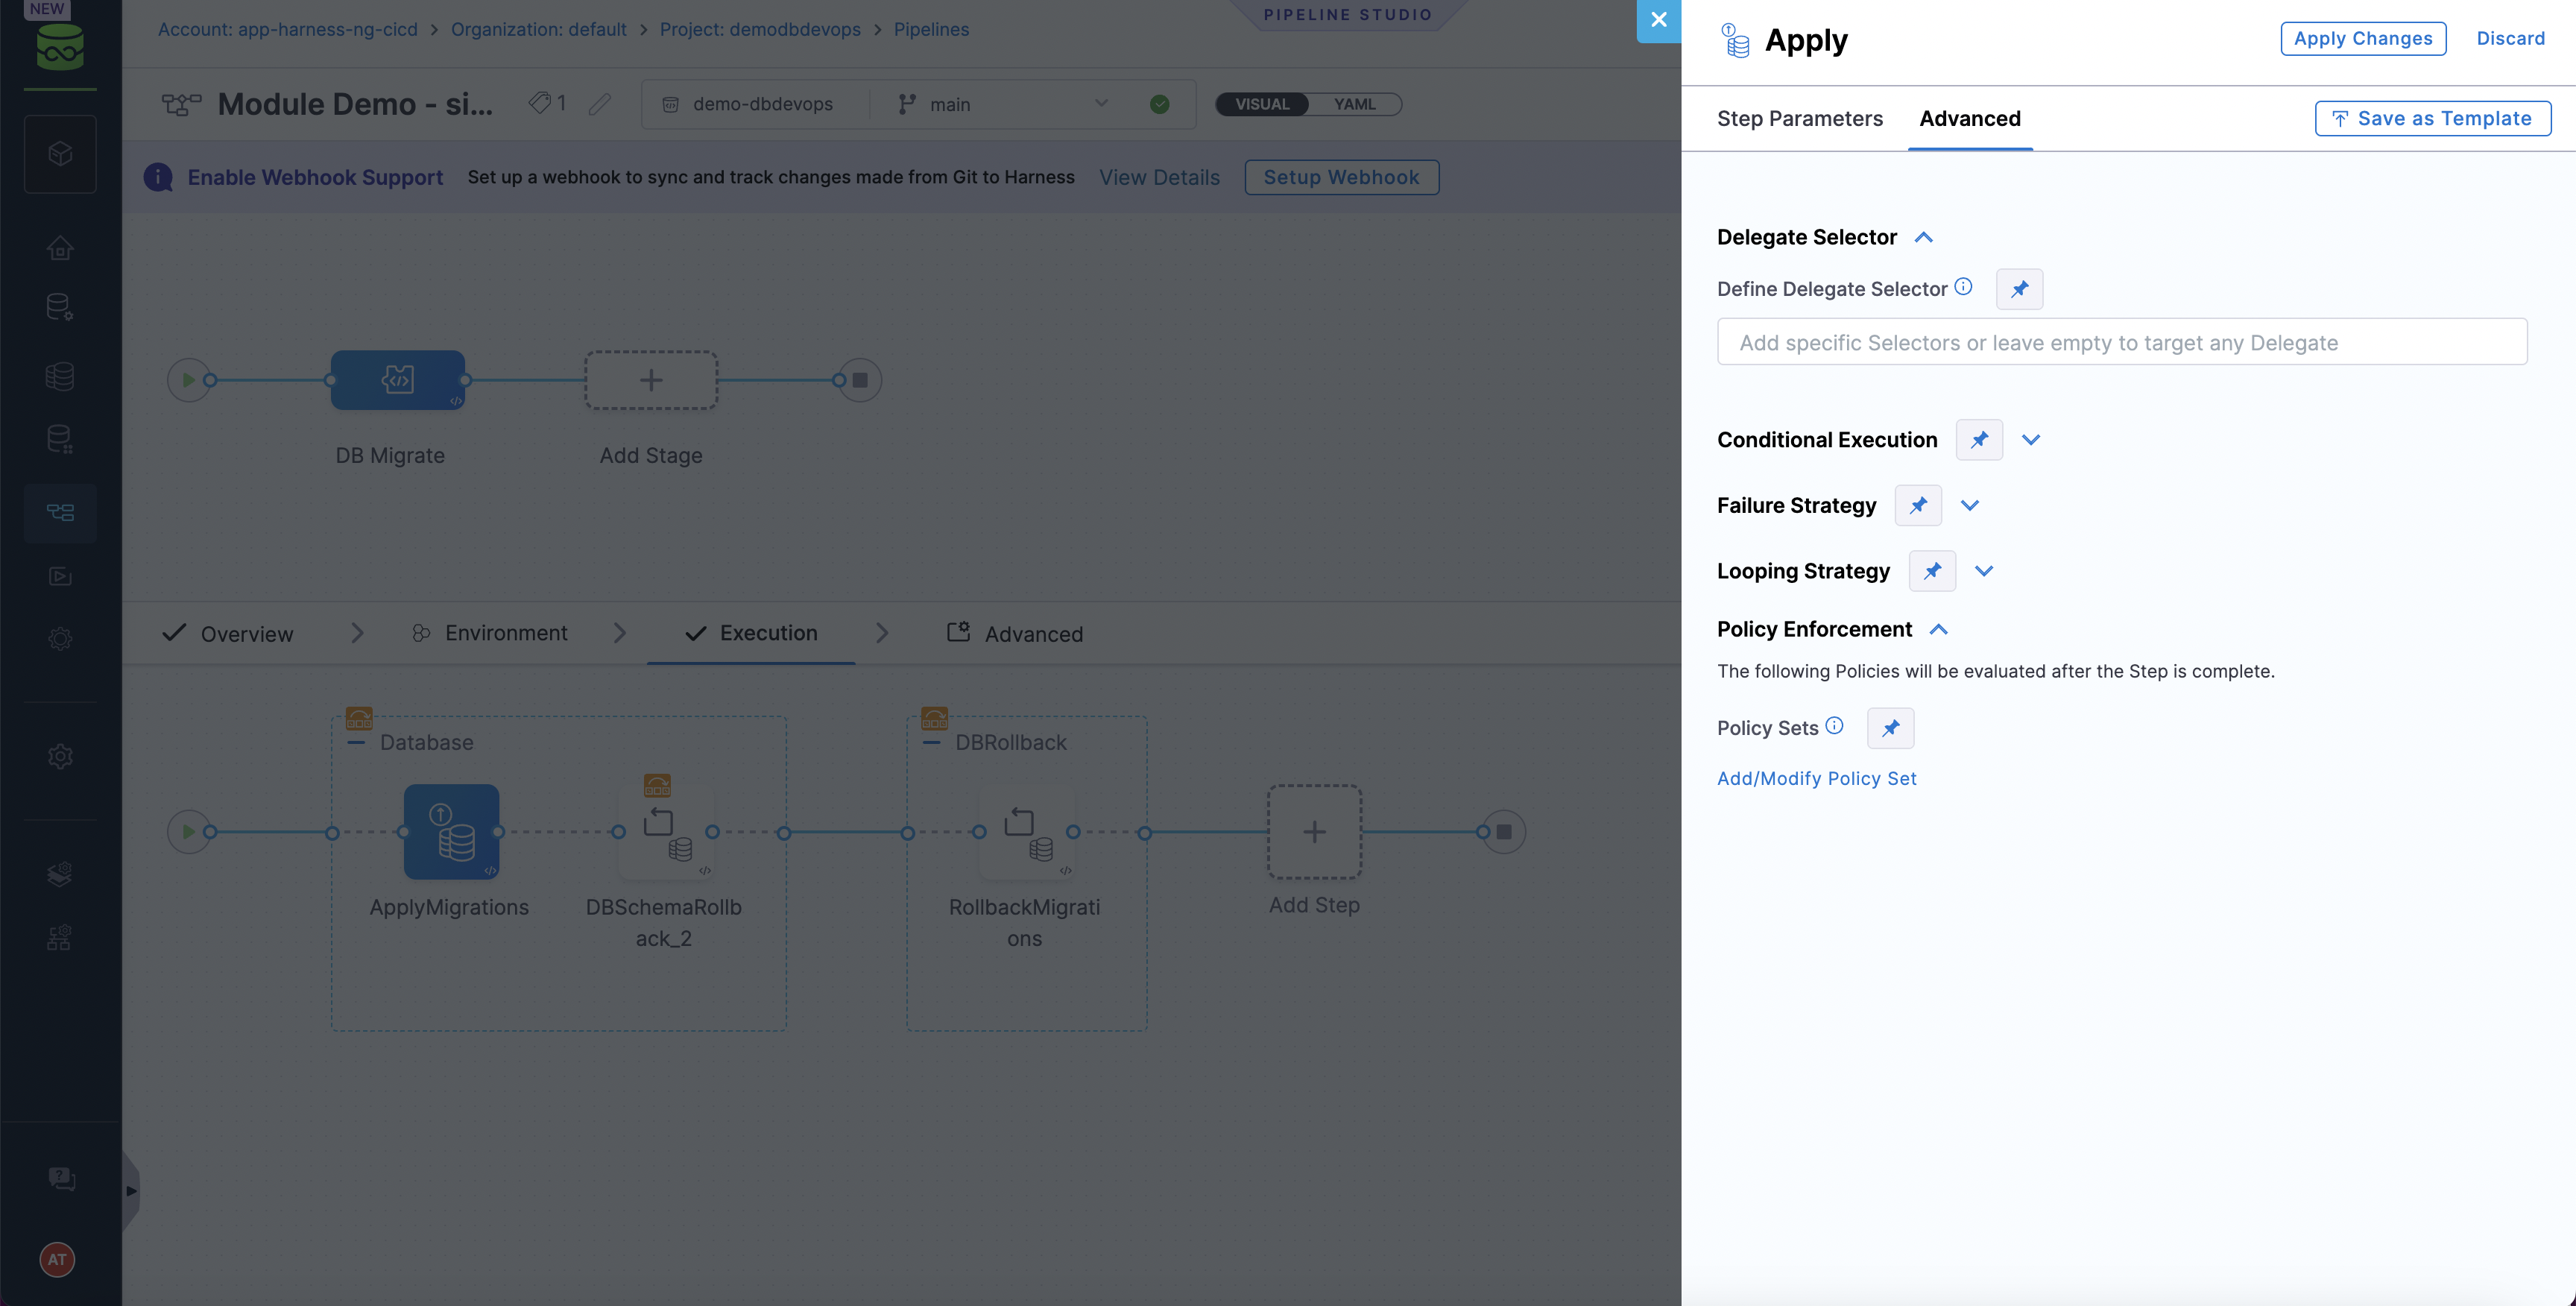 NEW
Account: app-harness-ng-cicd > Organization: default > Project: demodbdevops > Pipelines
PIPELINE STUDIO
Module Demo - si...
1
demo-dbdevops
main
VISUAL
YAML
Enable Webhook Support
Set up a webhook to sync and track changes made from Git to Harness
View Details
Setup Webhook
DB Migrate
Add Stage
Overview
Environment
Execution
Advanced
Database
DBRollback
ApplyMigrations
DBSchemaRollb
ack_2
RollbackMigrati
ons
Add Step
AT
Apply
Apply Changes
Discard
Step Parameters
Advanced
Save as Template
Delegate Selector
Define Delegate Selector
Add specific Selectors or leave empty to target any Delegate
Conditional Execution
Failure Strategy
Looping Strategy
Policy Enforcement
The following Policies will be evaluated after the Step is complete.
Policy Sets
Add/Modify Policy Set